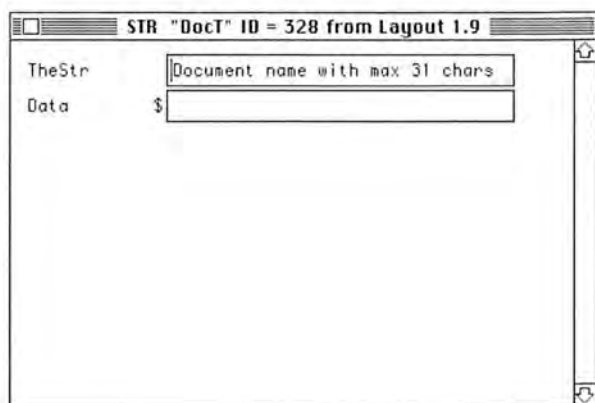 STR "DocT" ID = 328 from Layout 1.9
TheStr Document name with max 31 chars
Data $